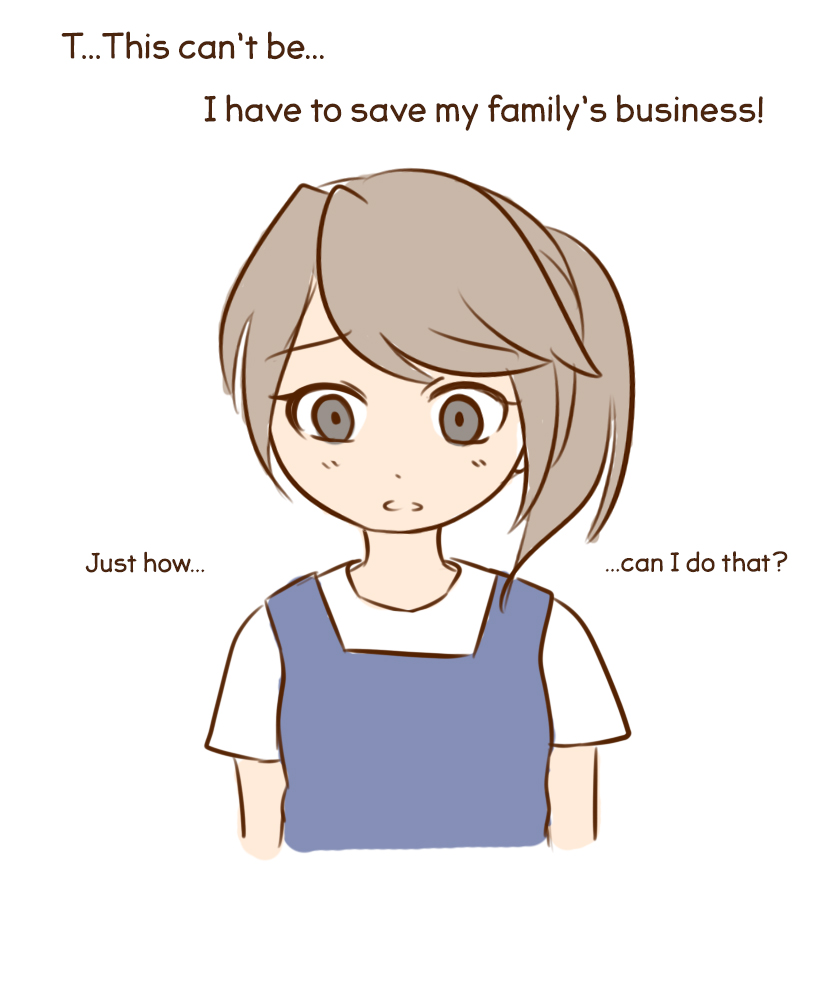 T...This can't be...
I have to save my family's business!
Just how...
...can I do that?